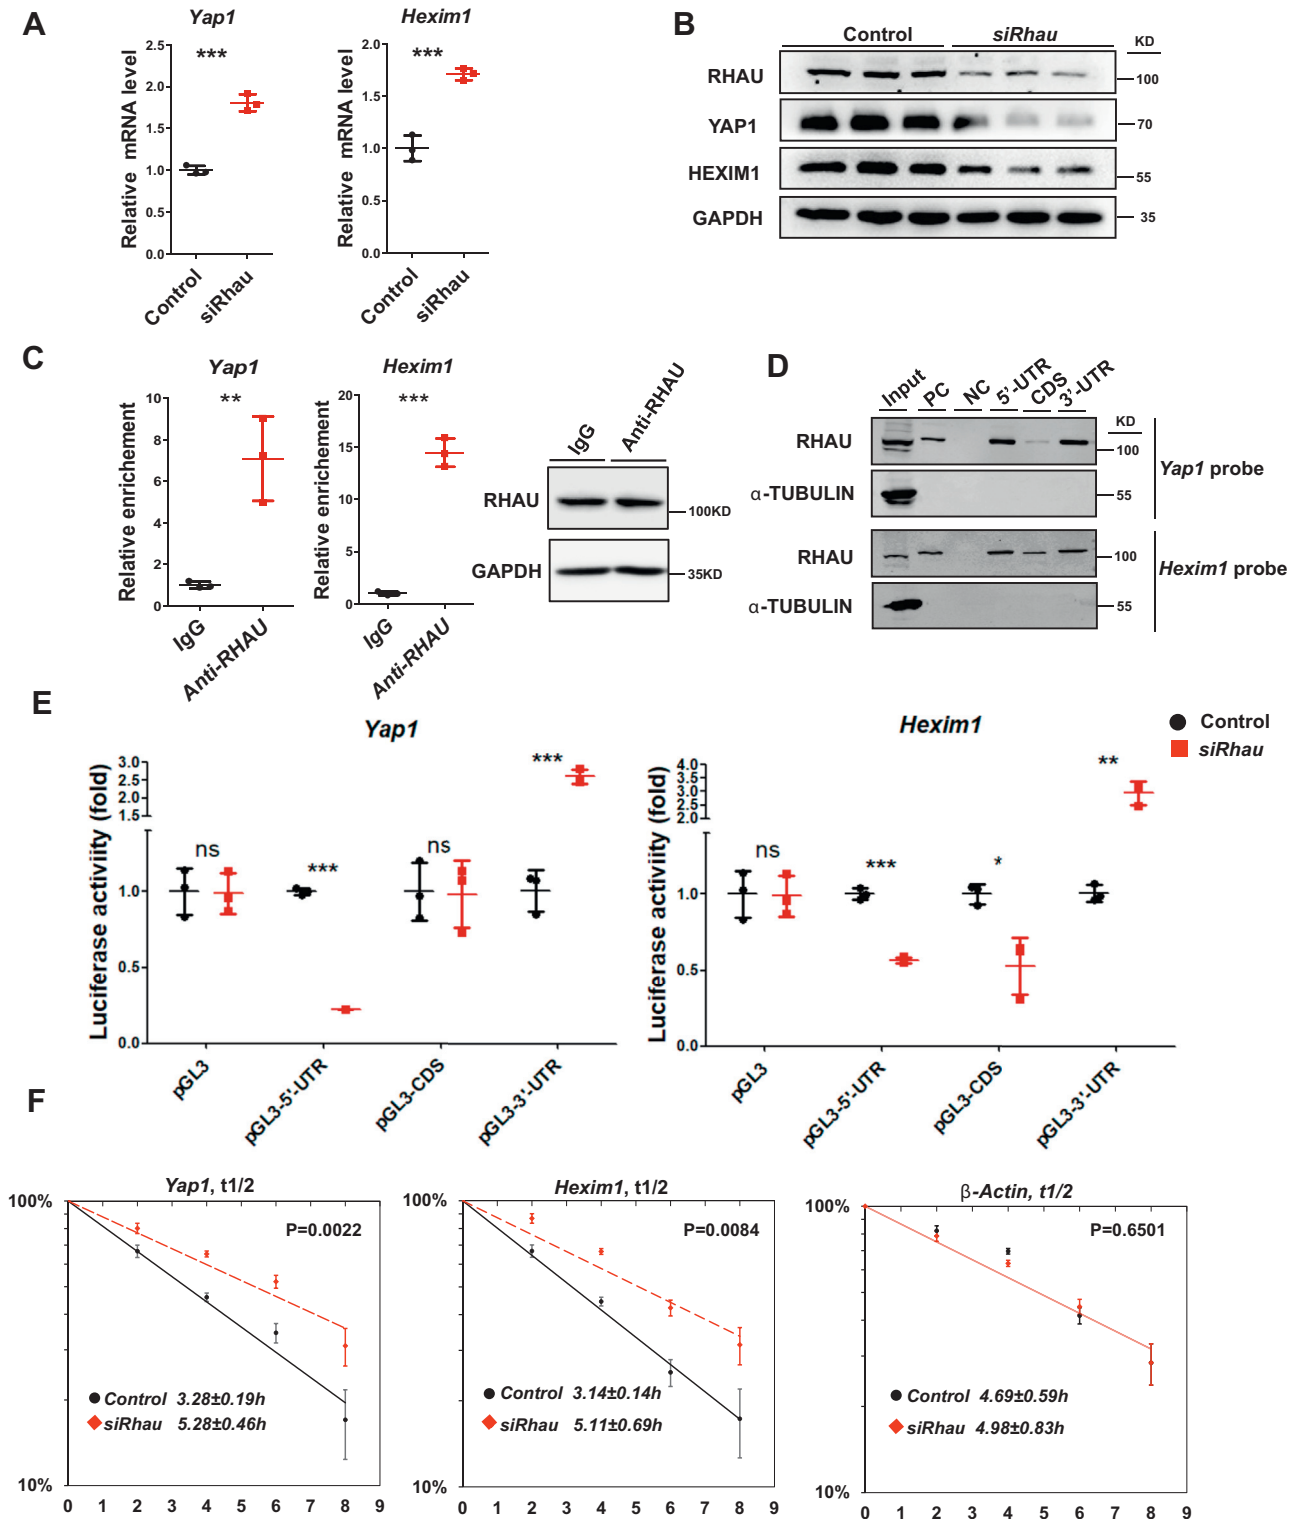 A
Yap1
Relative mRNA level
2.5
2.0
1.5
1.0
0.5
0.0
***
Control
siRhau
Hexim1
Relative mRNA level
2.0
1.5
1.0
0.5
0.0
***
Control
siRhau
B
Control
siRhau
KD
RHAU
100
YAP1
70
HEXIM1
55
GAPDH
35
C
Yap1
Relative enrichement
10
8
6
4
2
0
**
IgG
Anti-RHAU
Hexim1
Relative enrichement
20
15
10
5
0
***
IgG
Anti-RHAU
IgG
Anti-RHAU
RHAU
100KD
GAPDH
35KD
D
Input
PC
NC
5'-UTR
CDS
3'-UTR
KD
RHAU
100
α-TUBULIN
55
Yap1 probe
RHAU
100
α-TUBULIN
55
Hexim1 probe
E
Yap1
Luciferase activiity (fold)
3.0
2.5
2.0
1.5
1.0
0.5
0.0
ns
***
ns
***
pGL3
pGL3-5'-UTR
pGL3-CDS
pGL3-3'-UTR
Hexim1
Luciferase activiity (fold)
4.0
3.5
3.0
2.5
2.0
1.0
0.5
0.0
ns
***
*
**
pGL3
pGL3-5'-UTR
pGL3-CDS
pGL3-3'-UTR
Control
siRhau
F
Yap1, t1/2
100%
P=0.0022
Control 3.28±0.19h
siRhau 5.28±0.46h
10%
0 1 2 3 4 5 6 7 8 9
Hexim1, t1/2
100%
P=0.0084
Control 3.14±0.14h
siRhau 5.11±0.69h
10%
0 1 2 3 4 5 6 7 8 9
β-Actin, t1/2
100%
P=0.6501
Control 4.69±0.59h
siRhau 4.98±0.83h
10%
0 1 2 3 4 5 6 7 8 9